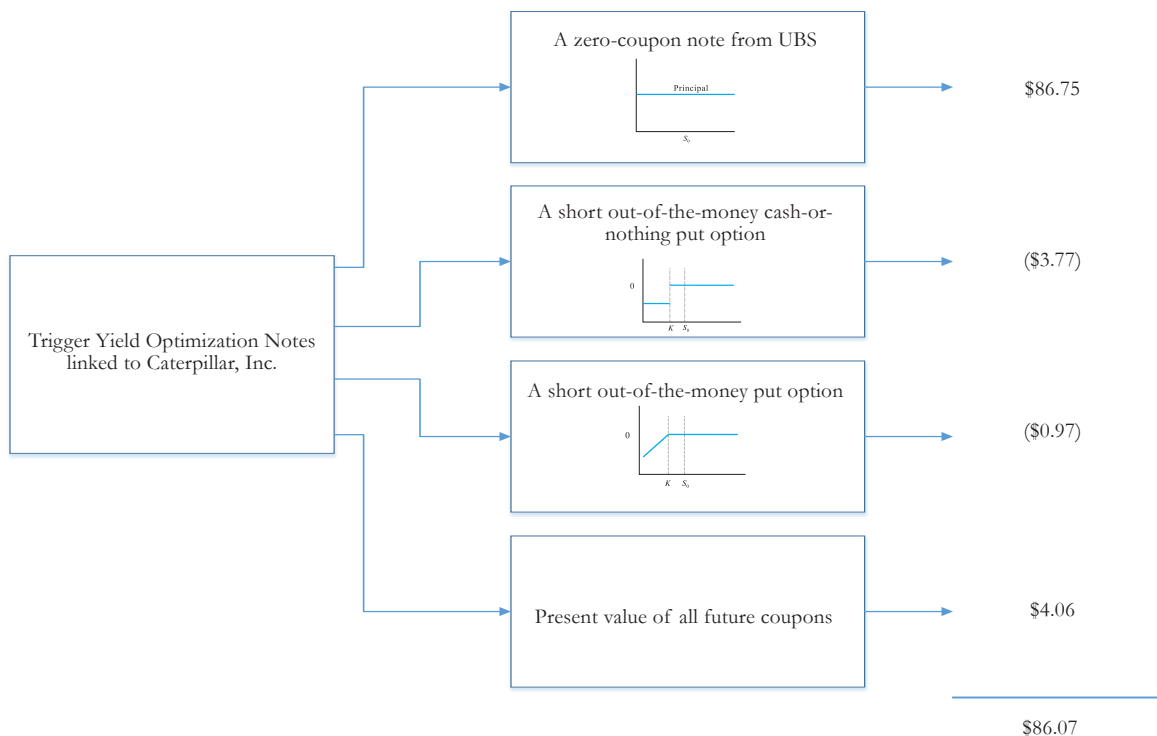 A zero-coupon note from UBS
Principal
S0
$86.75
A short out-of-the-money cash-or-
nothing put option
0
K S0
($3.77)
Trigger Yield Optimization Notes
linked to Caterpillar, Inc.
A short out-of-the-money put option
0
K S0
($0.97)
Present value of all future coupons
$4.06
$86.07